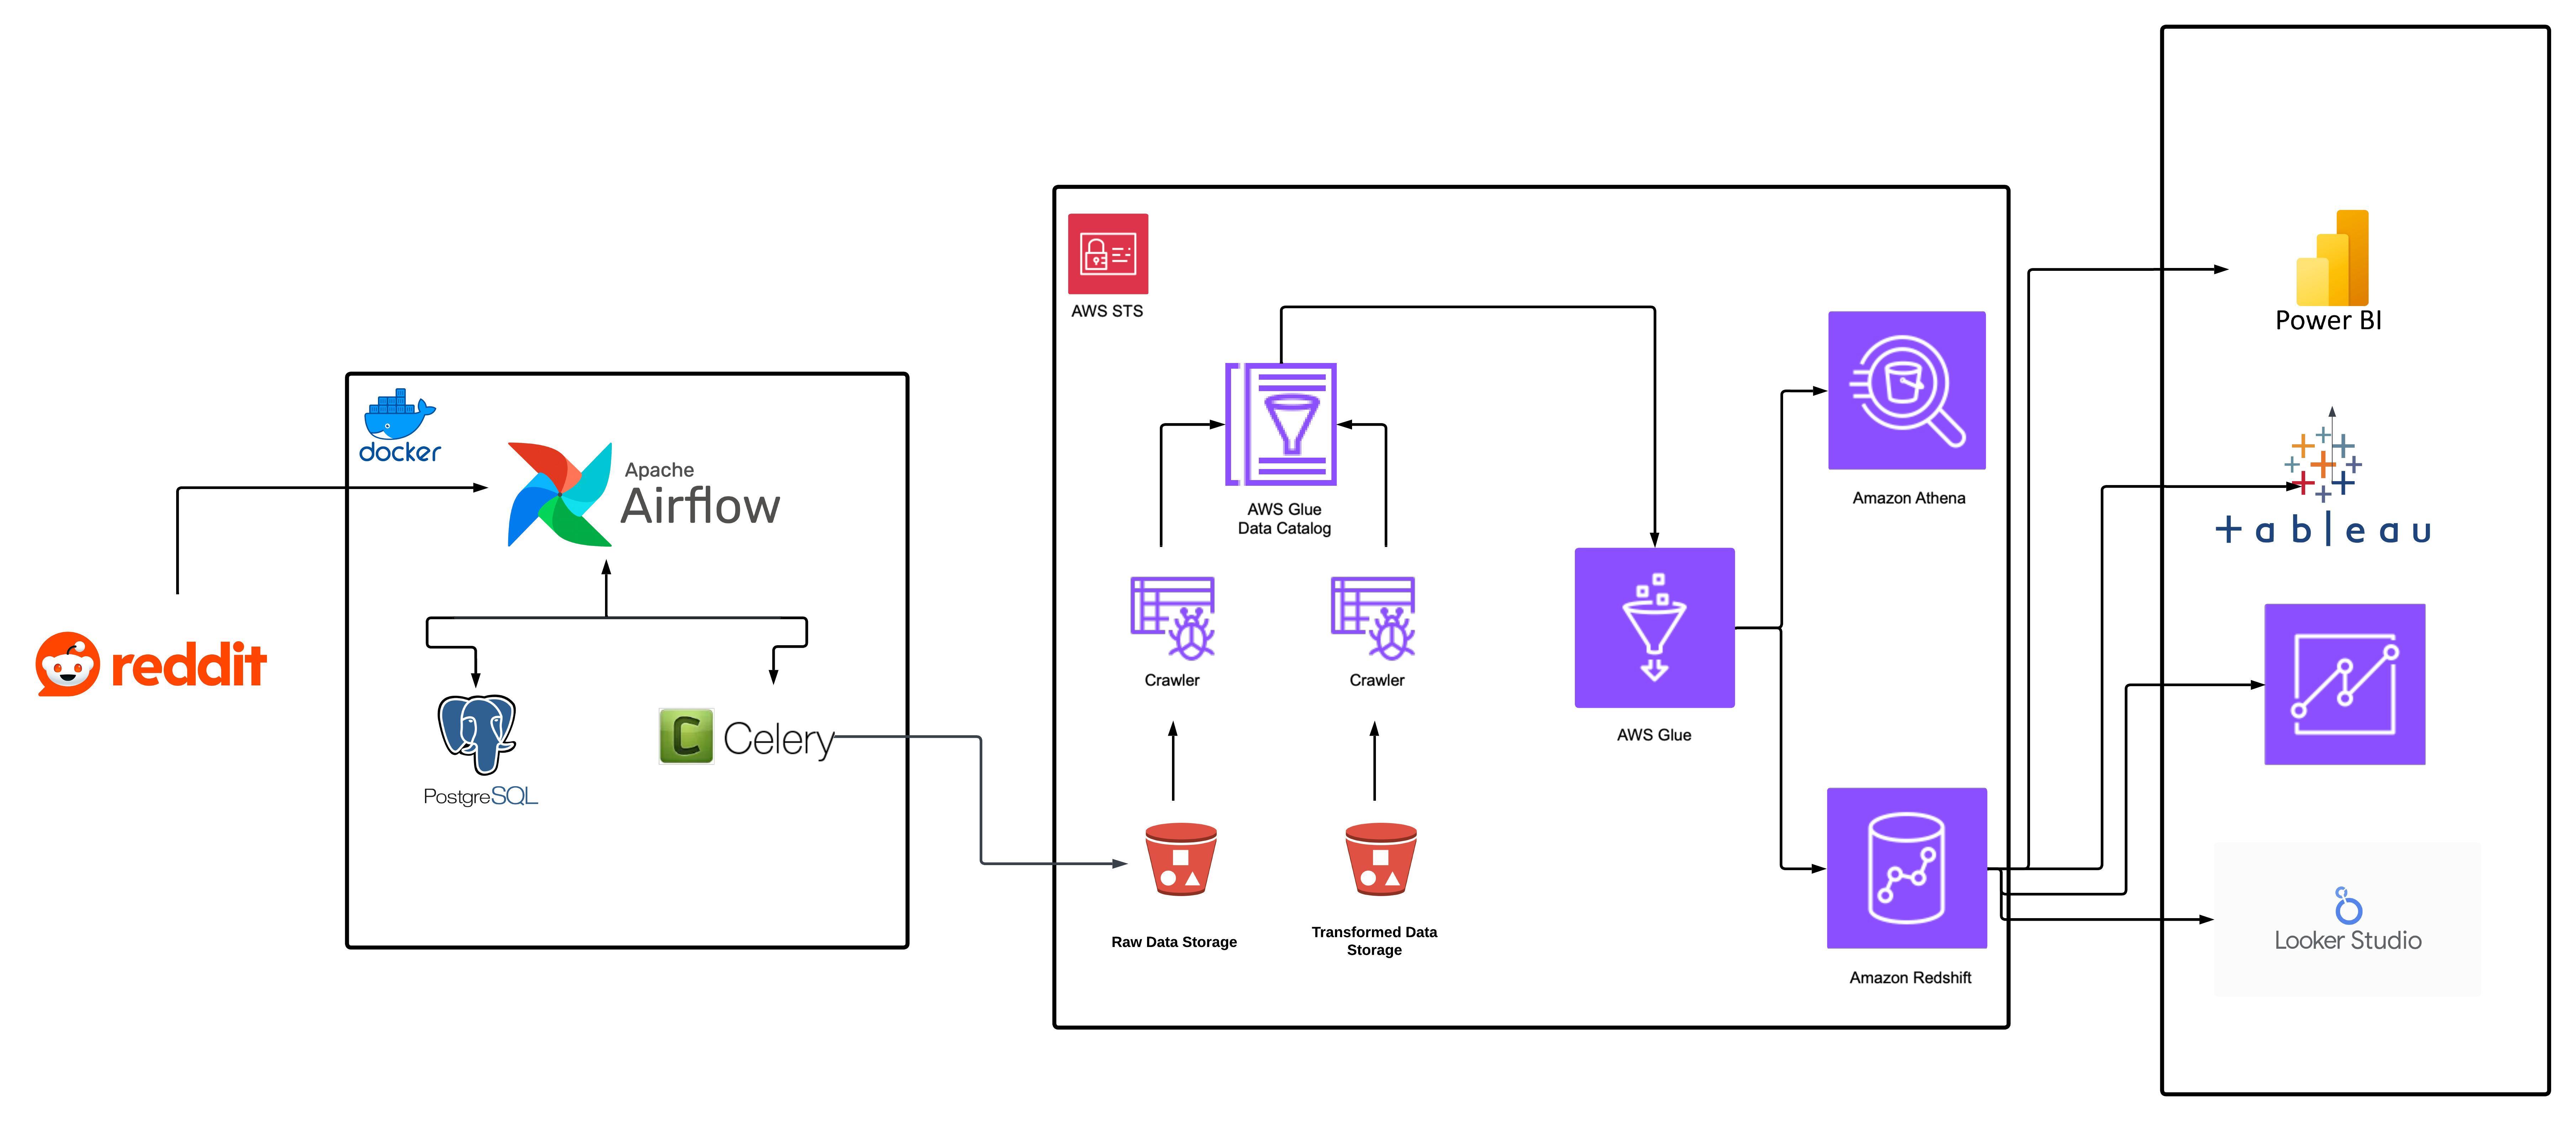 reddit
docker
Apache
Airflow
PostgreSQL
Celery
AWS STS
AWS Glue
Data Catalog
Crawler
Crawler
Raw Data Storage
Transformed Data
Storage
AWS Glue
Amazon Athena
Amazon Redshift
Power BI
+ableau
Looker Studio